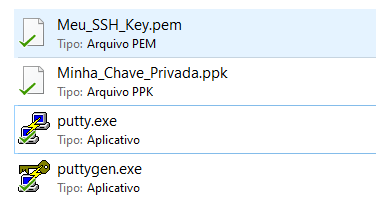 Meu_SSH_Key.pem
Tipo: Arquivo PEM
Minha_Chave_Privada.ppk
Tipo: Arquivo PPK
putty.exe
Tipo: Aplicativo
puttygen.exe
Tipo: Aplicativo